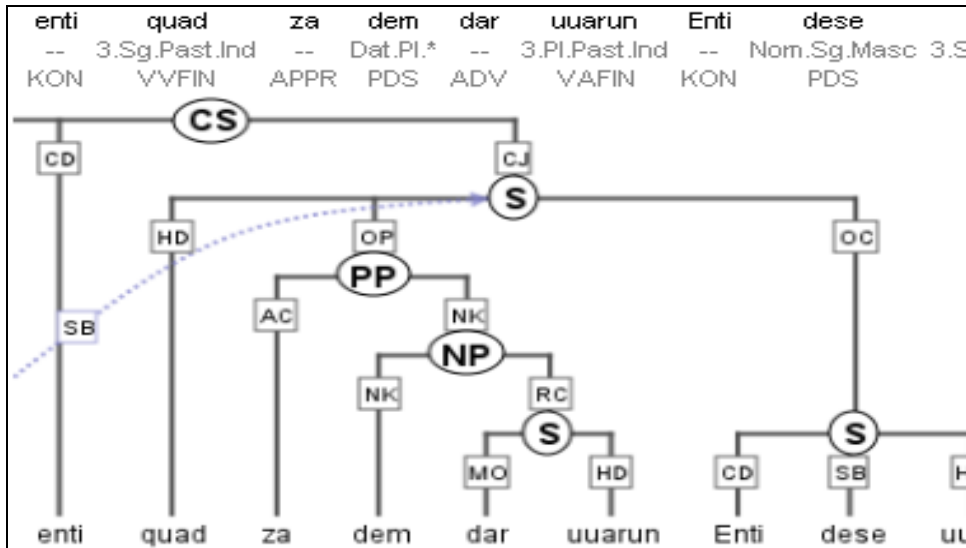 enti quad za dem dar uuarun Enti dese
-- 3.Sg.Past.Ind -- Dat.Pl.* -- 3.Pl.Past.Ind -- Nom.Sg.Masc 3.S
KON VVFIN APPR PDS ADV VAFIN KON PDS
CS
CD CJ
S
HD OP OC
PP
SB AC NK
NP
NK RC
S S
MO HD CD SB H
enti quad za dem dar uuarun Enti dese uu